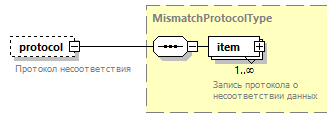 MismatchProtocolType
protocol
item
Протокол несоответствия
1..∞
Запись протокола о
несоответствии данных